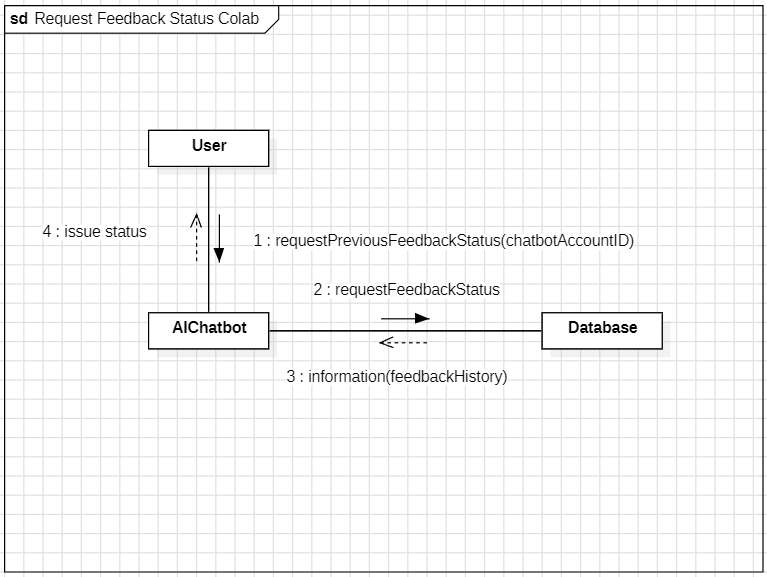 sd Request Feedback Status Colab
User
4 : issue status
1 : requestPreviousFeedbackStatus(chatbotAccountID)
2 : requestFeedbackStatus
AIChatbot
Database
3 : information(feedbackHistory)